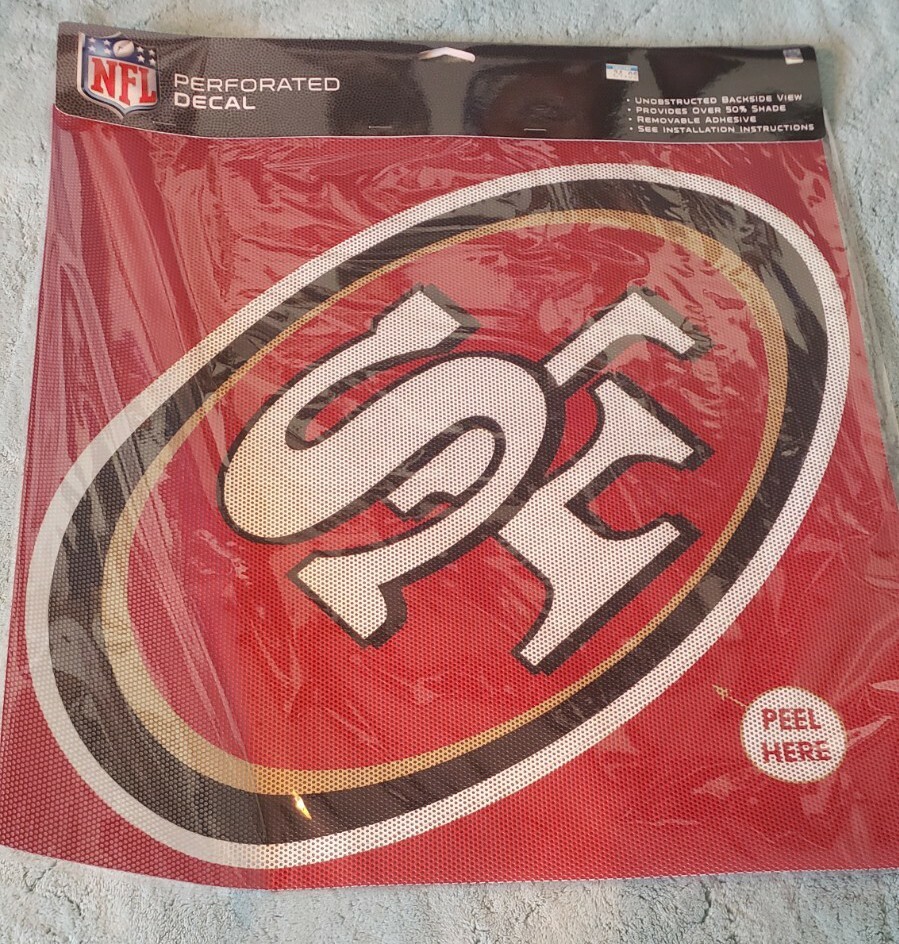 NFL
PERFORATED
DECAL
• UNOBSTRUCTED BACKSIDE VIEW
• PROVIDES OVER 50% SHADE
• REMOVABLE ADHESIVE
• SEE INSTALLATION INSTRUCTIONS
SF
PEEL
HERE